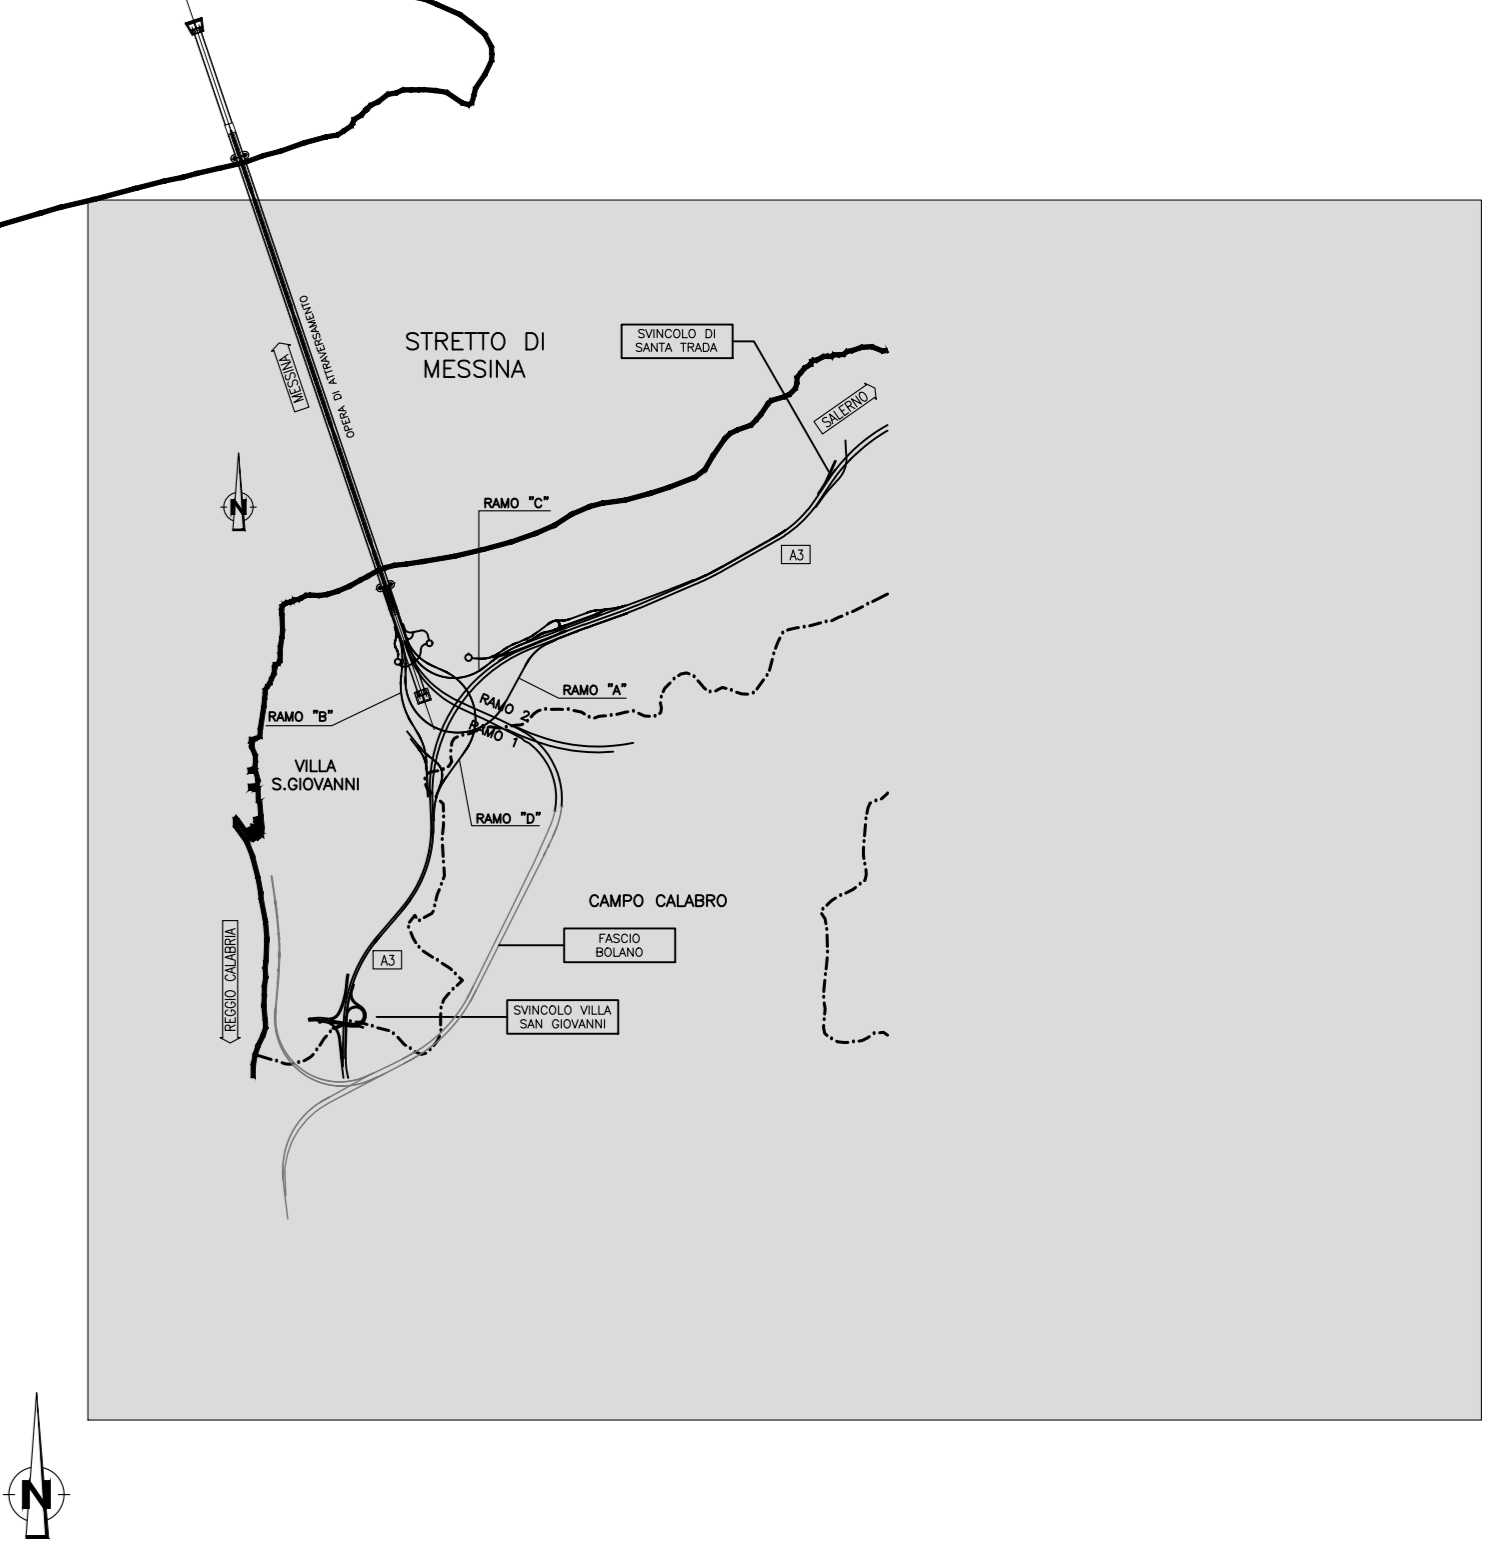 OPERA DI ATTRAVERSAMENTO
MESSINA
STRETTO DI
MESSINA
SVINCOLO DI
SANTA TRADA
SALERNO
N
RAMO "C"
A3
RAMO "A"
RAMO 2
RAMO "B"
RAMO 1
VILLA
S.GIOVANNI
RAMO "D"
CAMPO CALABRO
FASCIO
BOLANO
A3
REGGIO CALABRIA
SVINCOLO VILLA
SAN GIOVANNI
N